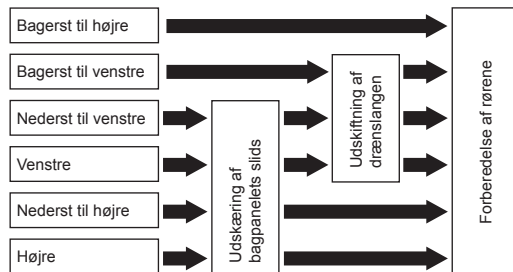 Bagerst til højre
Bagerst til venstre
Nederst til venstre
Venstre
Nederst til højre
Højre
Udskæring af
bagpanelets slids
Udskiftning af
drænslangen
Forberedelse af rørene